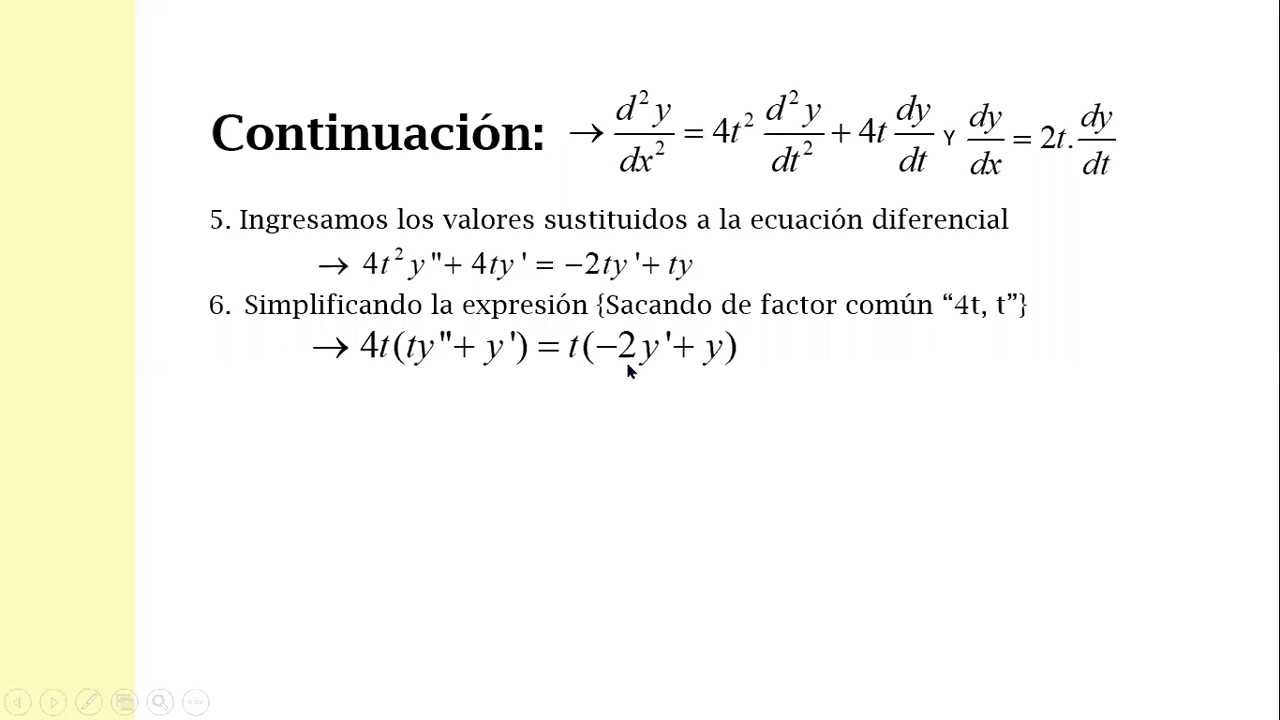 Continuación: → d²y/dx² = 4t² d²y/dt² + 4t dy/dt Y dy/dx = 2t. dy/dt
5. Ingresamos los valores sustituidos a la ecuación diferencial
→ 4t²y"+ 4ty' = −2ty'+ ty
6. Simplificando la expresión {Sacando de factor común “4t, t”}
→ 4t(ty"+ y') = t(−2y'+ y)